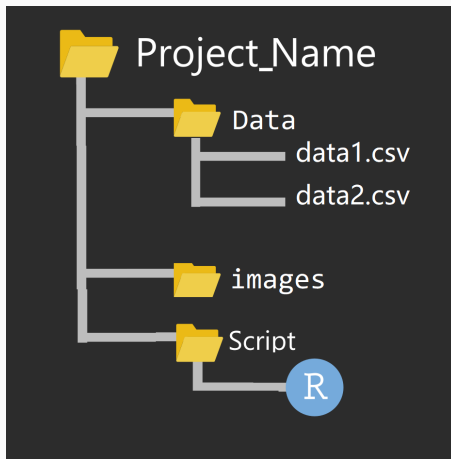 Project_Name
Data
data1.csv
data2.csv
images
Script
R